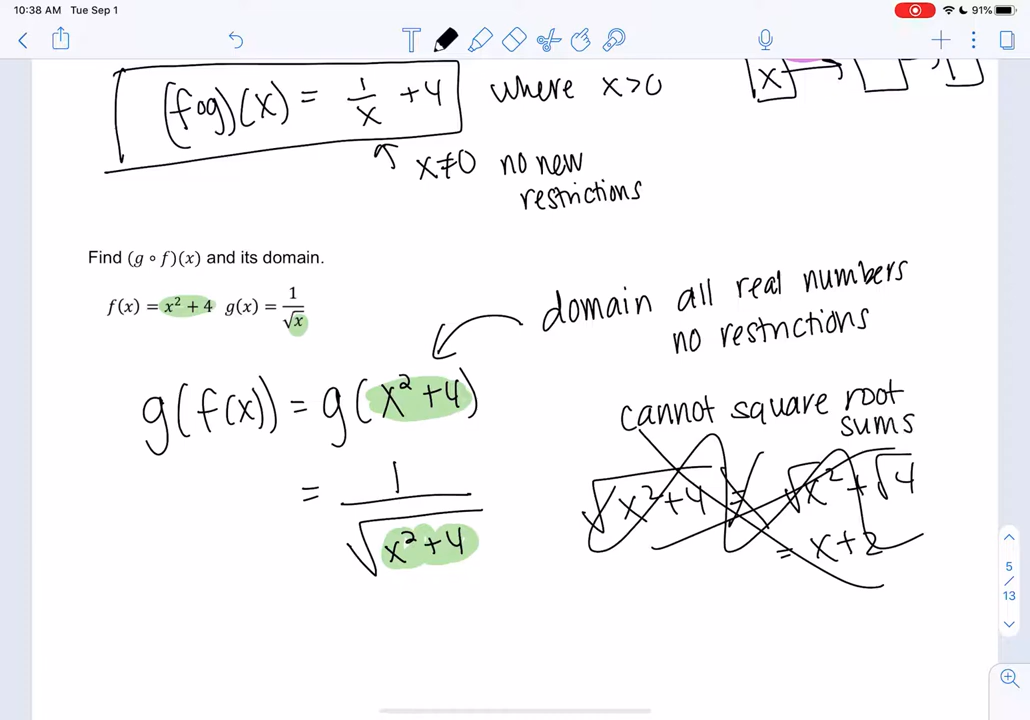 10:38 AM Tue Sep 1
91%
(f∘g)(x) = 1/x + 4 where x>0
x≠0 no new
restrictions
x
Find (g ∘ f)(x) and its domain.
f(x) = x² + 4 g(x) = 1/√x
domain all real numbers
no restrictions
g(f(x)) = g(x²+4)
= 1/√(x²+4)
cannot square root
sums
√(x²+4) = √x² + √4
= x+2
5
/
13